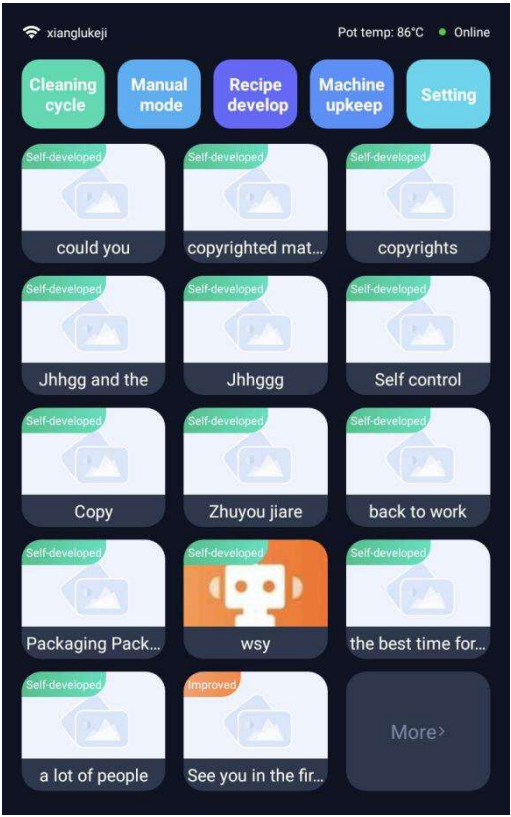 xianglukeji
Pot temp: 86°C
Online
Cleaning
cycle
Manual
mode
Recipe
develop
Machine
upkeep
Setting
Self-developed
Self-developed
Self-developed
could you
copyrighted mat...
copyrights
Self-developed
Self-developed
Self-developed
Jhhgg and the
Jhhggg
Self control
Self-developed
Self-developed
Self-developed
Copy
Zhuyou jiare
back to work
Self-developed
Self-developed
Self-developed
Packaging Pack...
wsy
the best time for...
Self-developed
Improved
a lot of people
See you in the fir...
More>